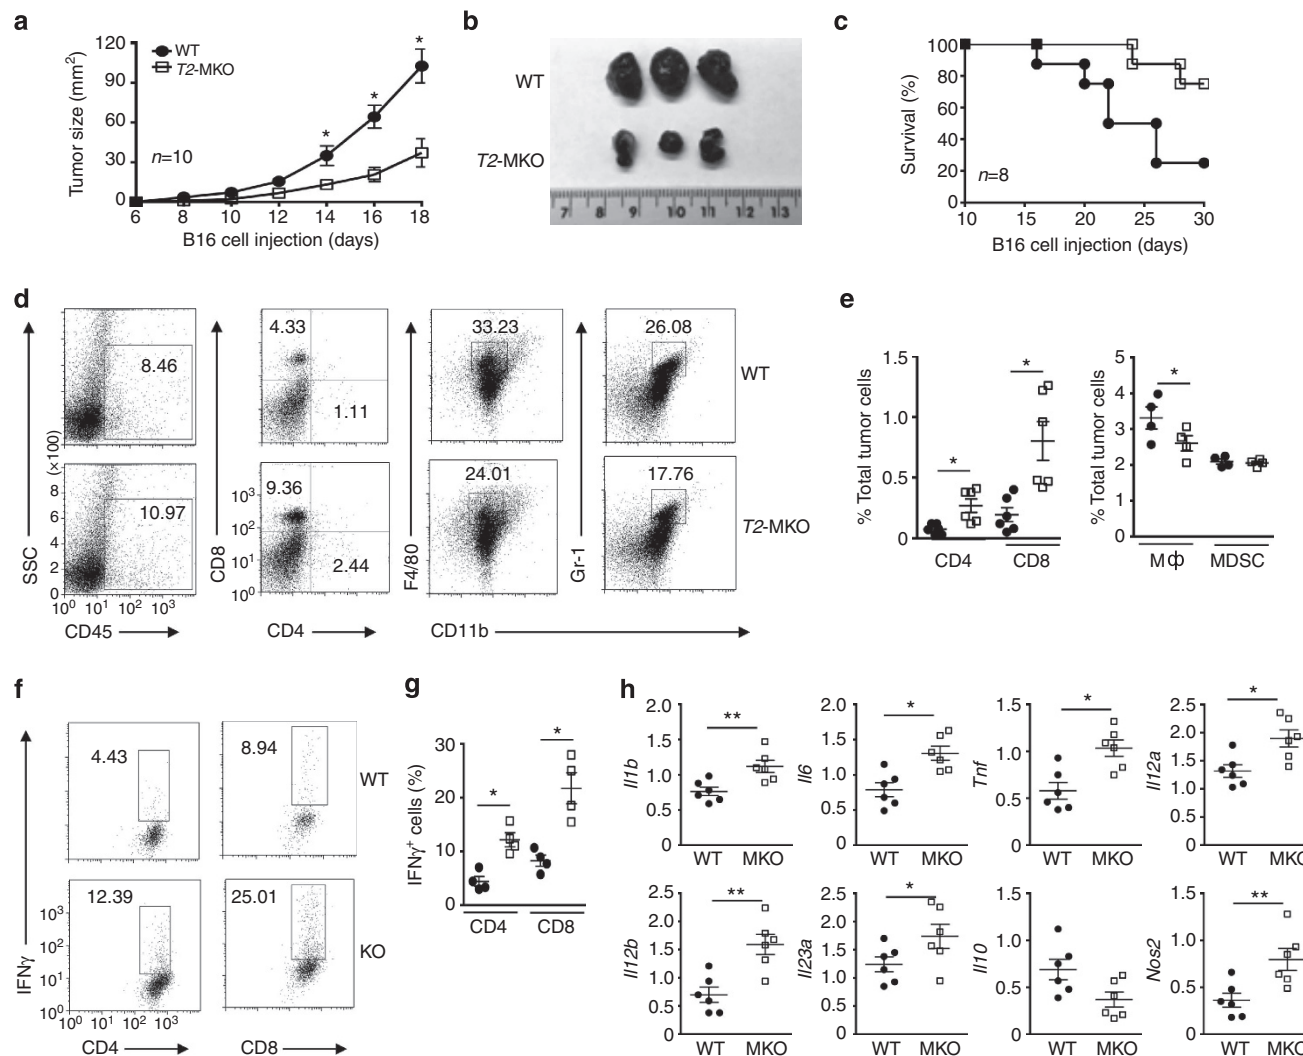 a
Tumor size (mm²)
120
90
60
30
0
WT
T2-MKO
n=10
*
*
*
6 8 10 12 14 16 18
B16 cell injection (days)
b
WT
T2-MKO
7 8 9 10 11 12 13
c
Survival (%)
100
80
60
40
20
0
n=8
10 15 20 25 30
B16 cell injection (days)
d
SSC
(×100)
8
6
4
2
0
8.46
10.97
10⁰ 10¹ 10² 10³
CD45
CD8
4.33
1.11
9.36
2.44
10³
10²
10¹
10⁰
CD4
F4/80
33.23
24.01
Gr-1
26.08
17.76
CD11b
WT
T2-MKO
e
% Total tumor cells
1.5
1.0
0.5
0
*
*
CD4 CD8
% Total tumor cells
5
4
3
2
1
0
*
Mϕ MDSC
f
IFNγ
4.43
8.94
WT
12.39
25.01
KO
10³
10²
10¹
10⁰
10⁰ 10¹ 10² 10³
CD4
CD8
g
IFNγ⁺ cells (%)
30
20
10
0
*
*
CD4 CD8
h
Il1b
2.0
1.5
1.0
0.5
0
**
WT MKO
Il6
2.0
1.5
1.0
0.5
0
*
WT MKO
Tnf
1.5
1.0
0.5
0
*
WT MKO
Il12a
2.5
2.0
1.5
1.0
0.5
0
*
WT MKO
Il12b
2.5
2.0
1.5
1.0
0.5
0
**
WT MKO
Il23a
2.5
2.0
1.5
1.0
0.5
0
*
WT MKO
Il10
1.5
1.0
0.5
0
WT MKO
Nos2
1.5
1.0
0.5
0
**
WT MKO